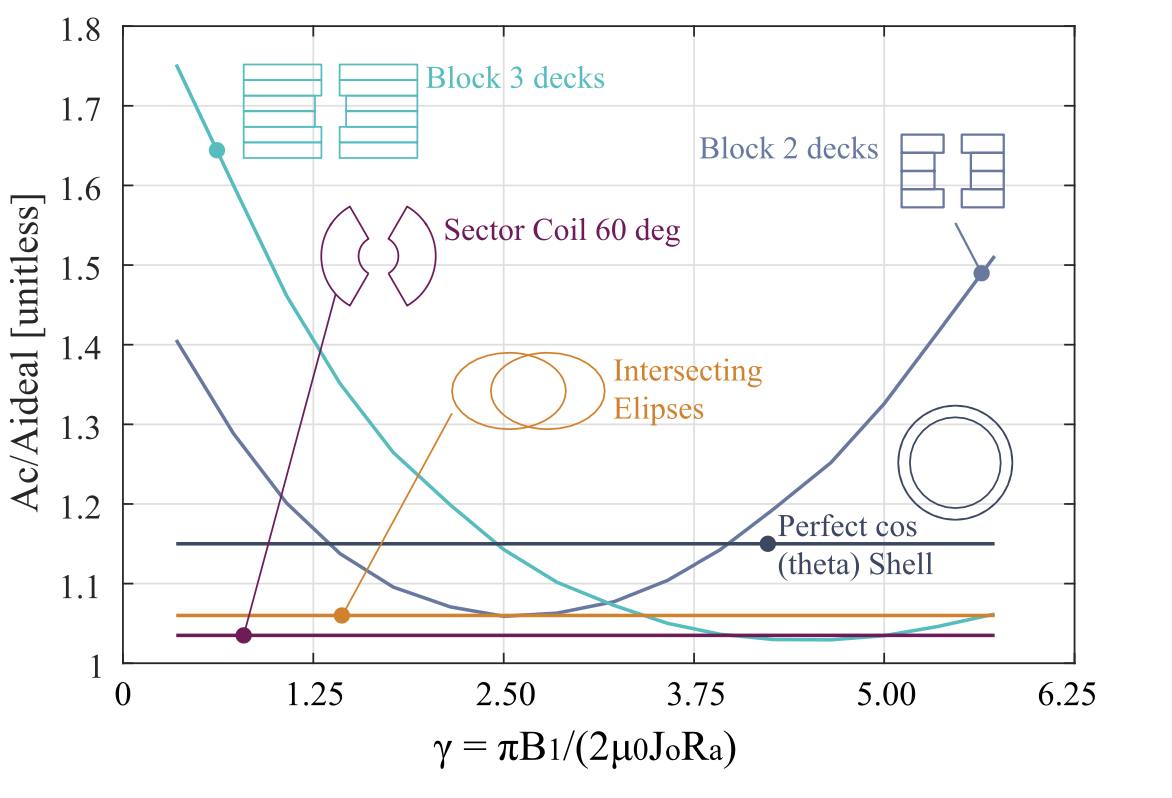 Ac/Aideal [unitless]
1.8
1.7
1.6
1.5
1.4
1.3
1.2
1.1
1
Block 3 decks
Block 2 decks
Sector Coil 60 deg
Intersecting
Elipses
Perfect cos
(theta) Shell
0
1.25
2.50
3.75
5.00
6.25
γ = πB1/(2μ0JoRa)